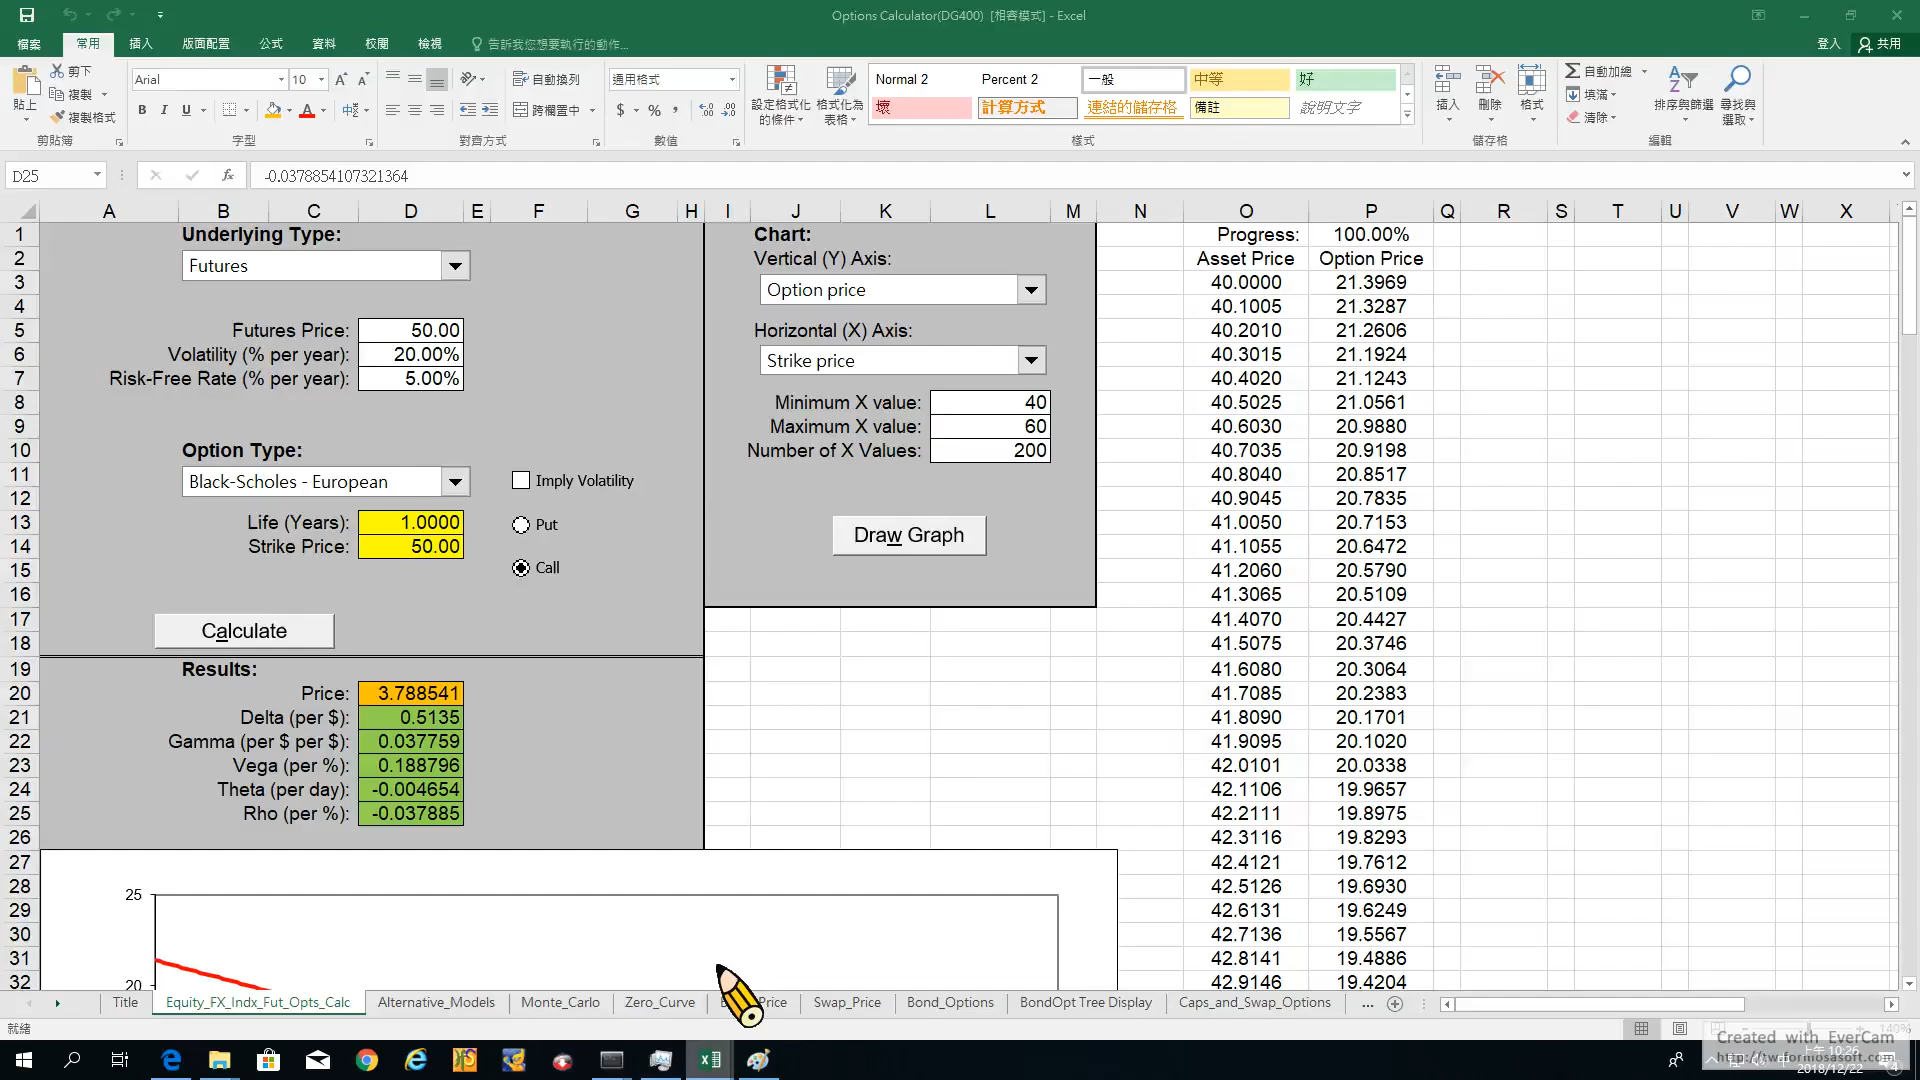 Options Calculator(DG400) [相容模式] - Excel
檔案 常用 插入 版面配置 公式 資料 校閱 檢視 告訴我您想要執行的動作... 登入 共用
貼上 剪下 複製 複製格式 剪貼簿
Arial 10 B I U A 中 字型
自動換列 跨欄置中 對齊方式
通用格式 $ % , 數值
設定格式化的條件 格式化為表格
Normal 2 Percent 2 一般 中等 好
壞 計算方式 連結的儲存格 備註 說明文字
樣式
插入 刪除 格式 儲存格
自動加總 填滿 清除 排序與篩選 尋找與選取 編輯
D25 fx -0.0378854107321364
A B C D E F G H I J K L M N O P Q R S T U V W X
1 Underlying Type: Chart: Progress: 100.00%
2 Futures Vertical (Y) Axis: Asset Price Option Price
3 Option price 40.0000 21.3969
4 40.1005 21.3287
5 Futures Price: 50.00 Horizontal (X) Axis: 40.2010 21.2606
6 Volatility (% per year): 20.00% Strike price 40.3015 21.1924
7 Risk-Free Rate (% per year): 5.00% 40.4020 21.1243
8 Minimum X value: 40 40.5025 21.0561
9 Maximum X value: 60 40.6030 20.9880
10 Option Type: Number of X Values: 200 40.7035 20.9198
11 Black-Scholes - European Imply Volatility 40.8040 20.8517
12 40.9045 20.7835
13 Life (Years): 1.0000 Put 41.0050 20.7153
14 Strike Price: 50.00 Draw Graph 41.1055 20.6472
15 Call 41.2060 20.5790
16 41.3065 20.5109
17 Calculate 41.4070 20.4427
18 41.5075 20.3746
19 Results: 41.6080 20.3064
20 Price: 3.788541 41.7085 20.2383
21 Delta (per $): 0.5135 41.8090 20.1701
22 Gamma (per $ per $): 0.037759 41.9095 20.1020
23 Vega (per %): 0.188796 42.0101 20.0338
24 Theta (per day): -0.004654 42.1106 19.9657
25 Rho (per %): -0.037885 42.2111 19.8975
26 42.3116 19.8293
27 42.4121 19.7612
28 25 42.5126 19.6930
29 42.6131 19.6249
30 42.7136 19.5567
31 42.8141 19.4886
32 20 42.9146 19.4204
Title Equity_FX_Indx_Fut_Opts_Calc Alternative_Models Monte_Carlo Zero_Curve Price Swap_Price Bond_Options BondOpt Tree Display Caps_and_Swap_Options ...
就緒 140%
Created with EverCam
http://tw.formosasoft.com
10:26
2018/12/22